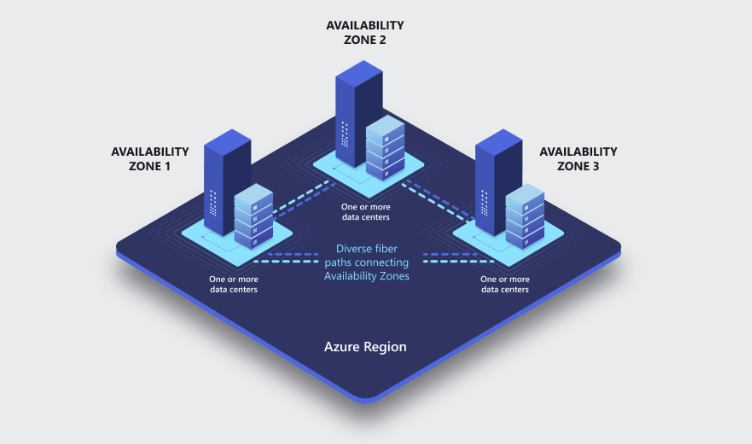 AVAILABILITY
ZONE 2
AVAILABILITY
ZONE 1
AVAILABILITY
ZONE 3
One or more
data centers
Diverse fiber
paths connecting
Availability Zones
One or more
data centers
One or more
data centers
Azure Region